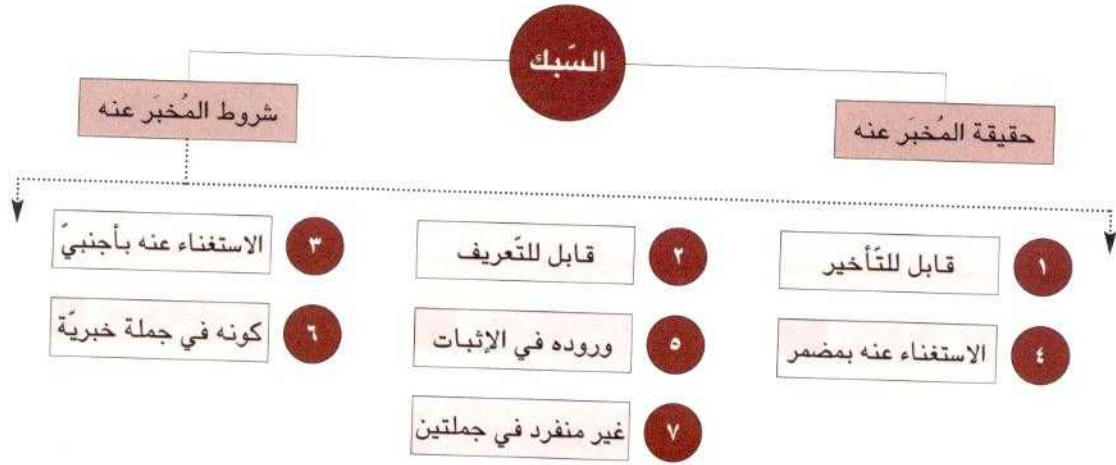 السَّبك
حقيقة المُخبَر عنه
شروط المُخبَر عنه
١ قابل للتّأخير
٢ قابل للتّعريف
٣ الاستغناء عنه بأجنبيّ
٤ الاستغناء عنه بمضمر
٥ وروده في الإثبات
٦ كونه في جملة خبريّة
٧ غير منفرد في جملتين